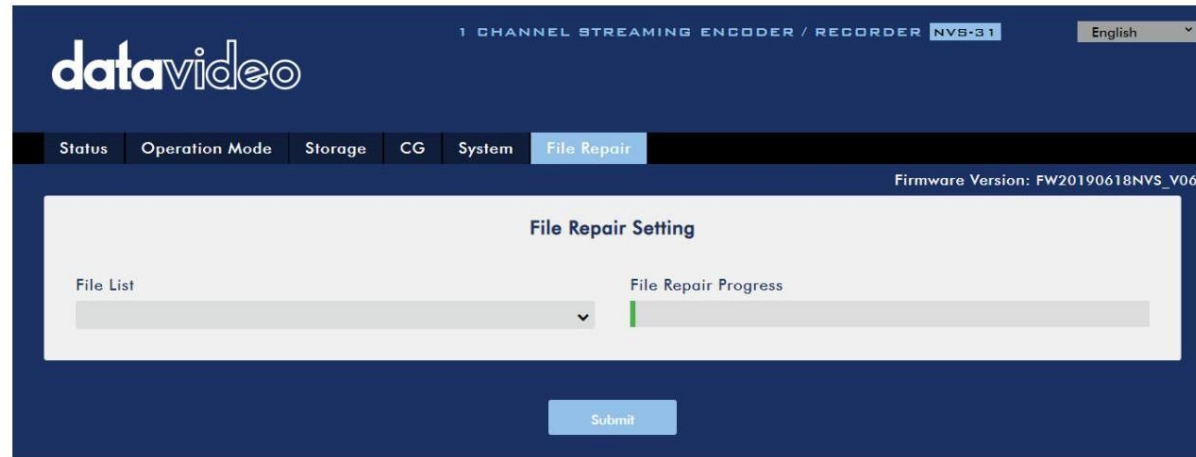 1 CHANNEL STREAMING ENCODER / RECORDER NVS-31
English
datavideo
Status Operation Mode Storage CG System File Repair
Firmware Version: FW20190618NVS_V06
File Repair Setting
File List File Repair Progress
Submit